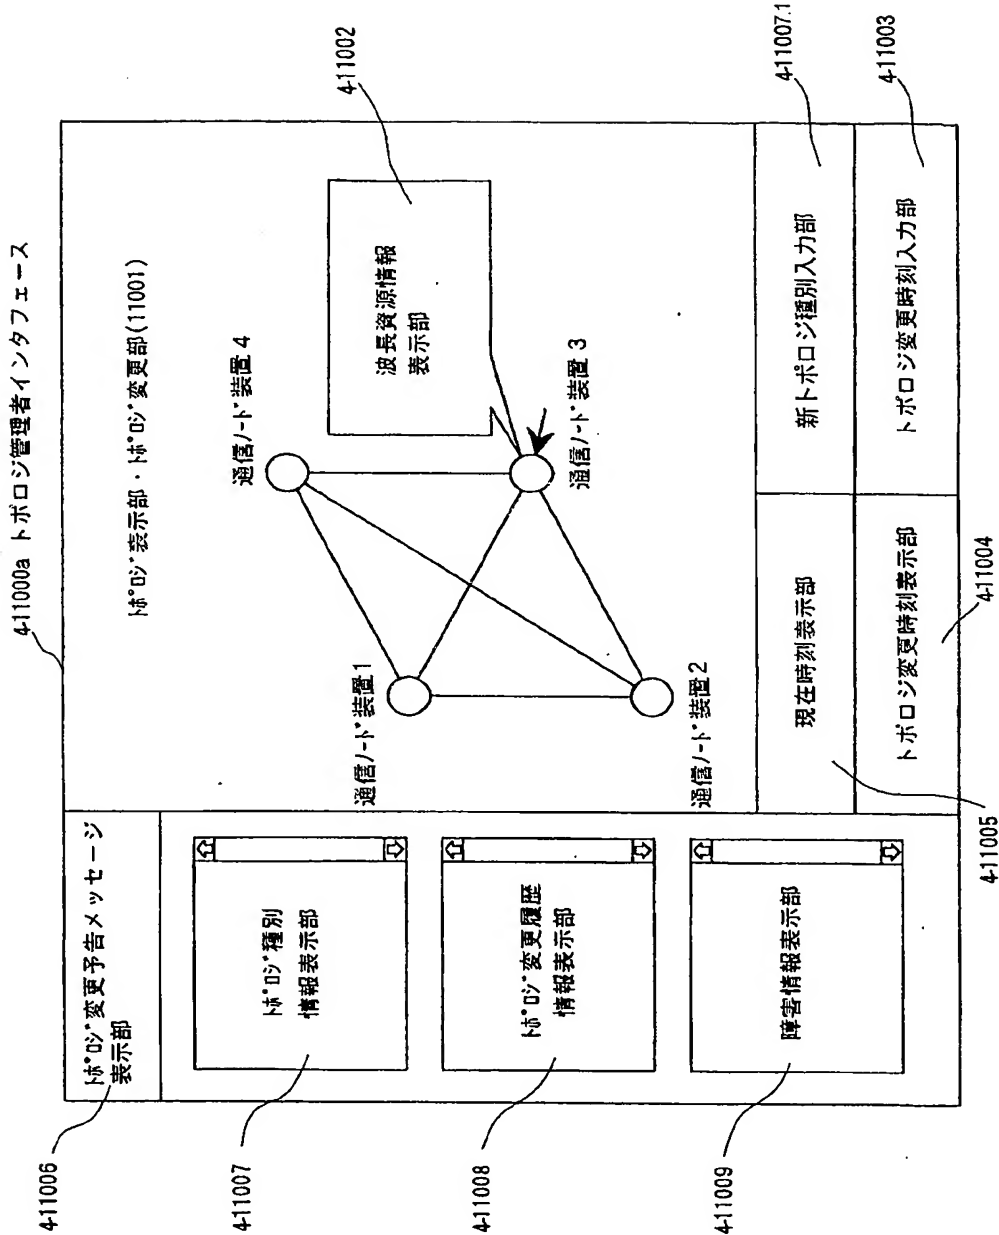 4-11000a トポロジ管理者インタフェース
4-11006
トポロジ変更予告メッセージ
表示部
トポロジ表示部・トポロジ変更部(11001)
4-11007
トポロジ種別
情報表示部
4-11008
トポロジ変更履歴
情報表示部
4-11009
障害情報表示部
通信ノード装置1
通信ノード装置2
通信ノード装置4
通信ノード装置3
波長資源情報
表示部
4-11002
現在時刻表示部
4-11005
新トポロジ種別入力部
4-11007.1
トポロジ変更時刻表示部
4-11004
トポロジ変更時刻入力部
4-11003